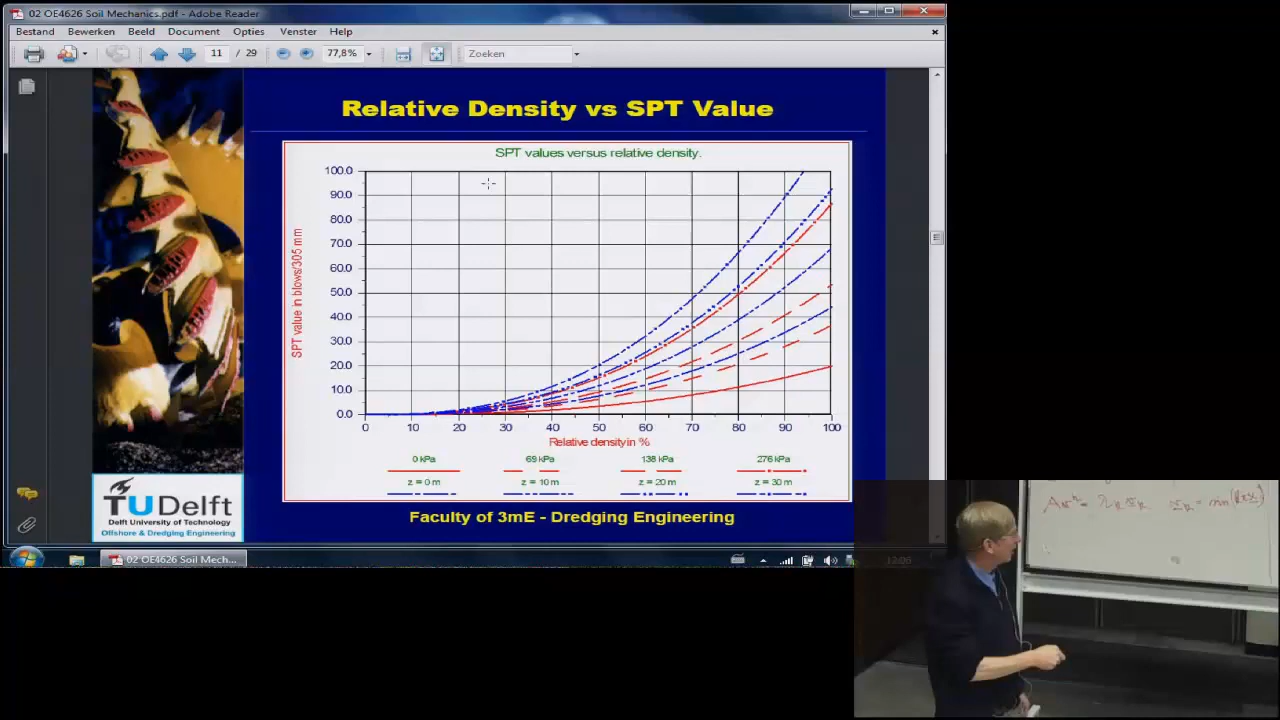 02 OE4626 Soil Mechanics.pdf - Adobe Reader
Bestand Bewerken Beeld Document Opties Venster Help
11 / 29 77,8% Zoeken
Relative Density vs SPT Value
SPT values versus relative density.
SPT value in blows/305 mm
100.0
90.0
80.0
70.0
60.0
50.0
40.0
30.0
20.0
10.0
0.0
0 10 20 30 40 50 60 70 80 90 100
Relative density in %
0 kPa 69 kPa 138 kPa 276 kPa
z = 0 m z = 10 m z = 20 m z = 30 m
TU Delft
Delft University of Technology
Offshore & Dredging Engineering
Faculty of 3mE - Dredging Engineering
02 OE4626 Soil Mec...
12:06